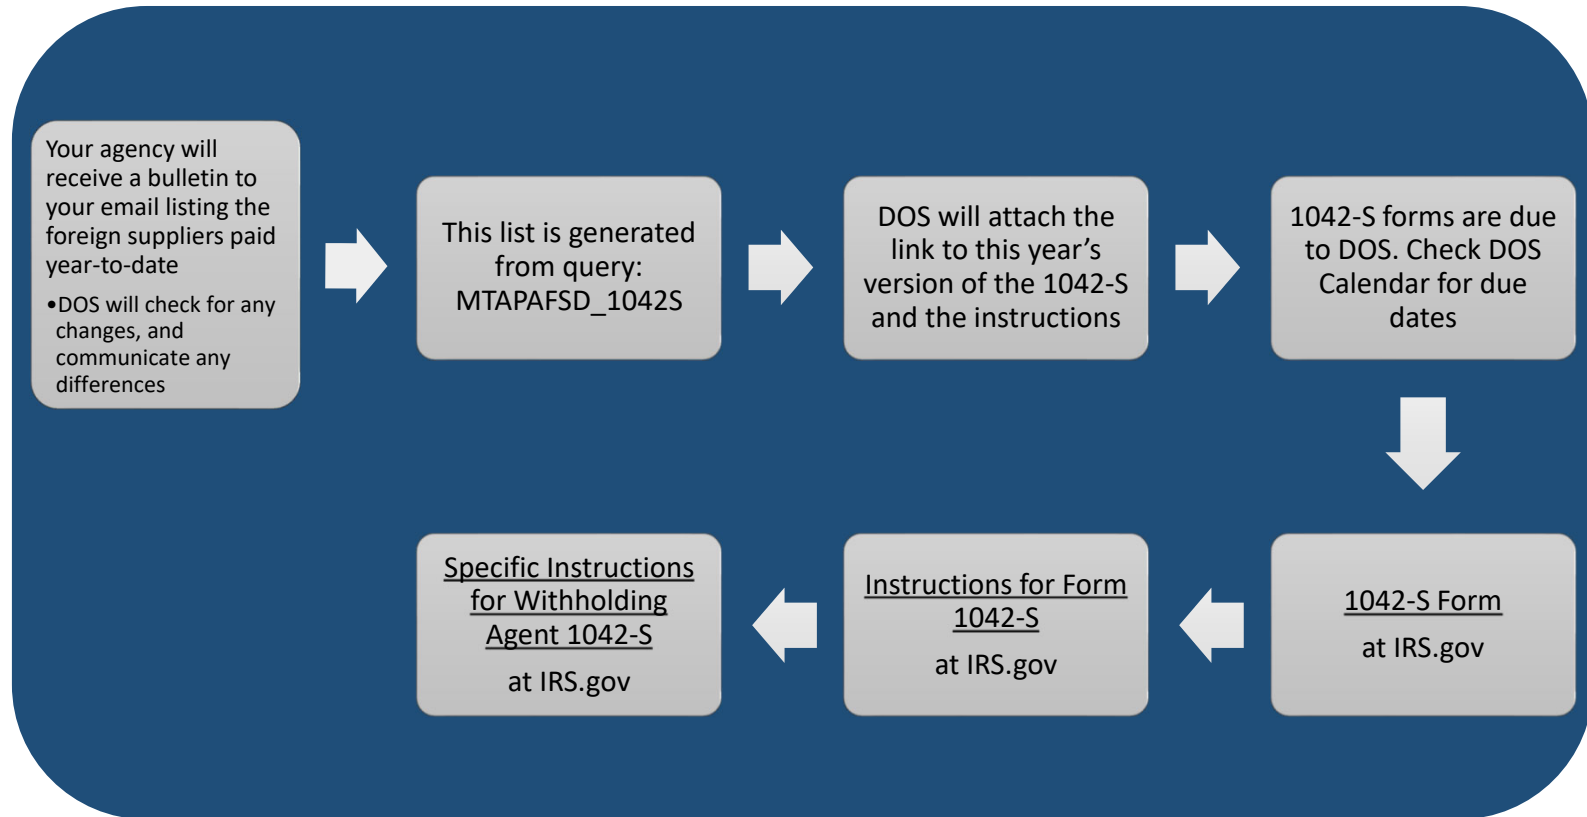 Your agency will
receive a bulletin to
your email listing the
foreign suppliers paid
year-to-date
•DOS will check for any
changes, and
communicate any
differences
This list is generated
from query:
MTAPAFSD_1042S
DOS will attach the
link to this year’s
version of the 1042-S
and the instructions
1042-S forms are due
to DOS. Check DOS
Calendar for due
dates
1042-S Form
at IRS.gov
Instructions for Form
1042-S
at IRS.gov
Specific Instructions
for Withholding
Agent 1042-S
at IRS.gov